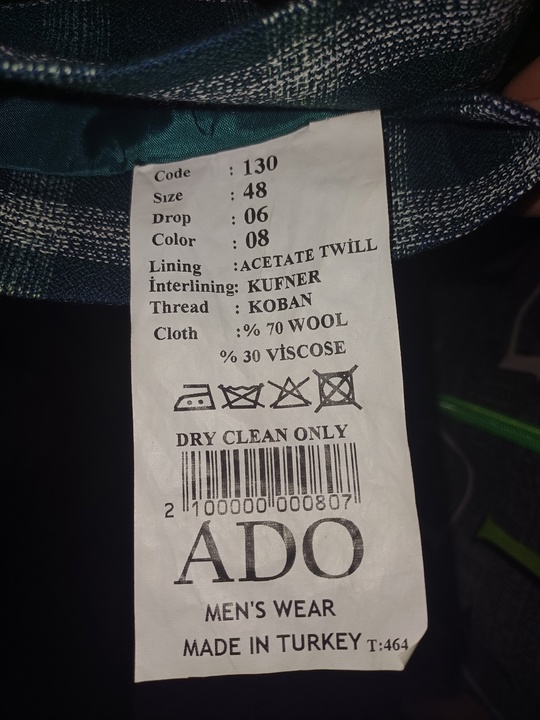 Code : 130
Sıze : 48
Drop : 06
Color : 08
Lining :ACETATE TWİLL
İnterlining: KUFNER
Thread : KOBAN
Cloth :% 70 WOOL
% 30 VİSCOSE
DRY CLEAN ONLY
2 100000 000807
ADO
MEN'S WEAR
MADE IN TURKEY T:464